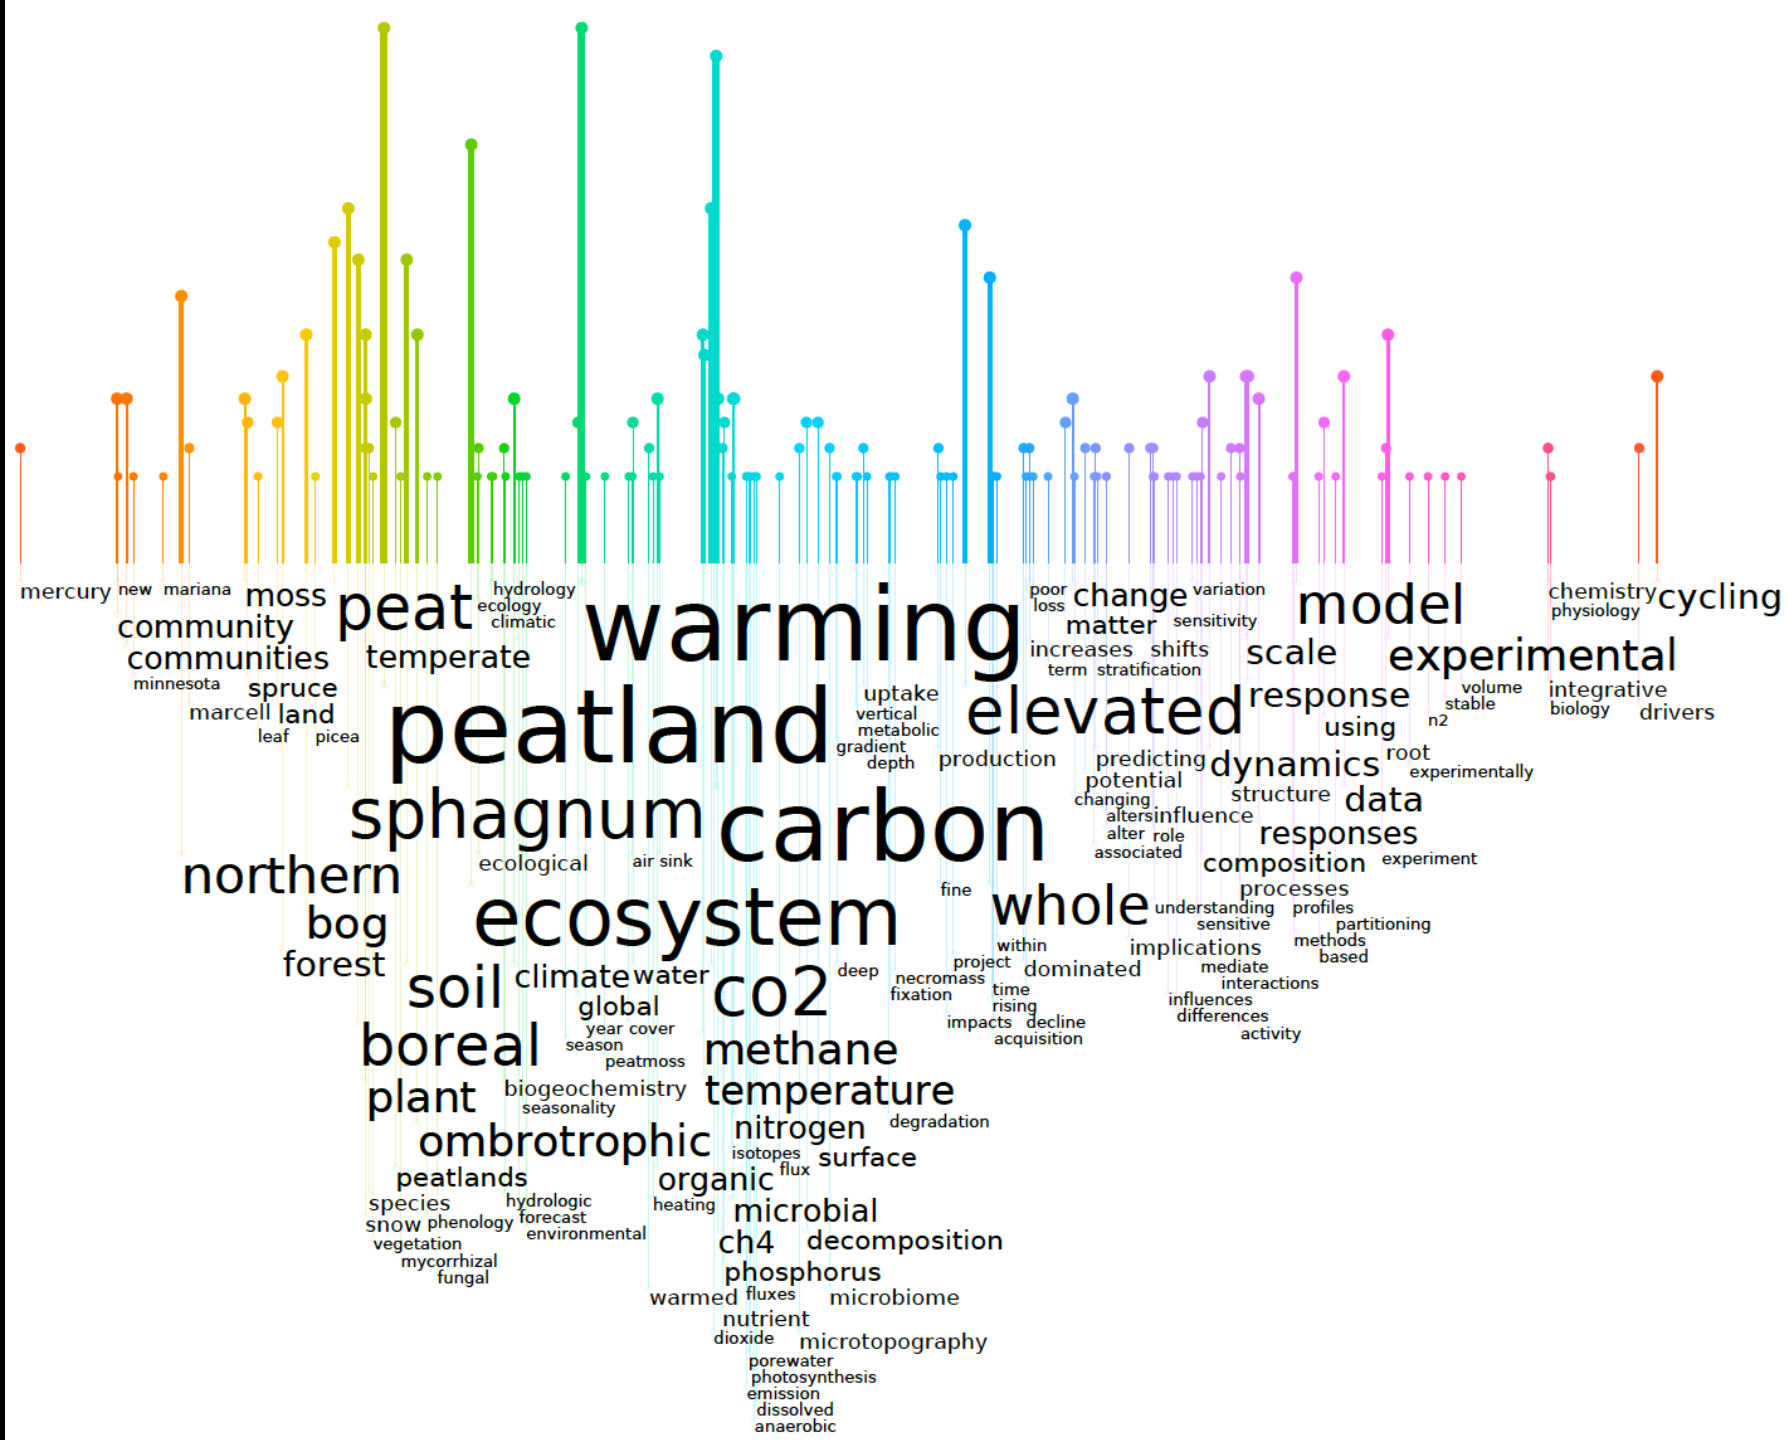 mercury new mariana moss peat hydrology warming poor change variation model chemistry cycling
ecology loss physiology
community climatic matter sensitivity
communities temperate increases shifts scale experimental
minnesota term stratification
spruce peatland uptake elevated response volume integrative
marcell land vertical using stable biology drivers
leaf picea metabolic n2
gradient production predicting dynamics root
depth potential experimentally
sphagnum carbon changing structure data
alters influence
alter role responses
associated
northern ecological air sink composition experiment
ecosystem fine whole processes
bog understanding profiles
sensitive partitioning
within implications methods
forest project based
soil climate water co2 deep dominated mediate
necromass interactions
global fixation time influences
rising
year cover impacts decline differences
boreal season methane acquisition activity
peatmoss
plant biogeochemistry temperature
seasonality
ombrotrophic nitrogen degradation
isotopes surface
peatlands organic flux
species hydrologic heating microbial
snow phenology forecast
vegetation environmental ch4 decomposition
mycorrhizal
fungal phosphorus
warmed fluxes microbiome
nutrient
dioxide microtopography
porewater
photosynthesis
emission
dissolved
anaerobic